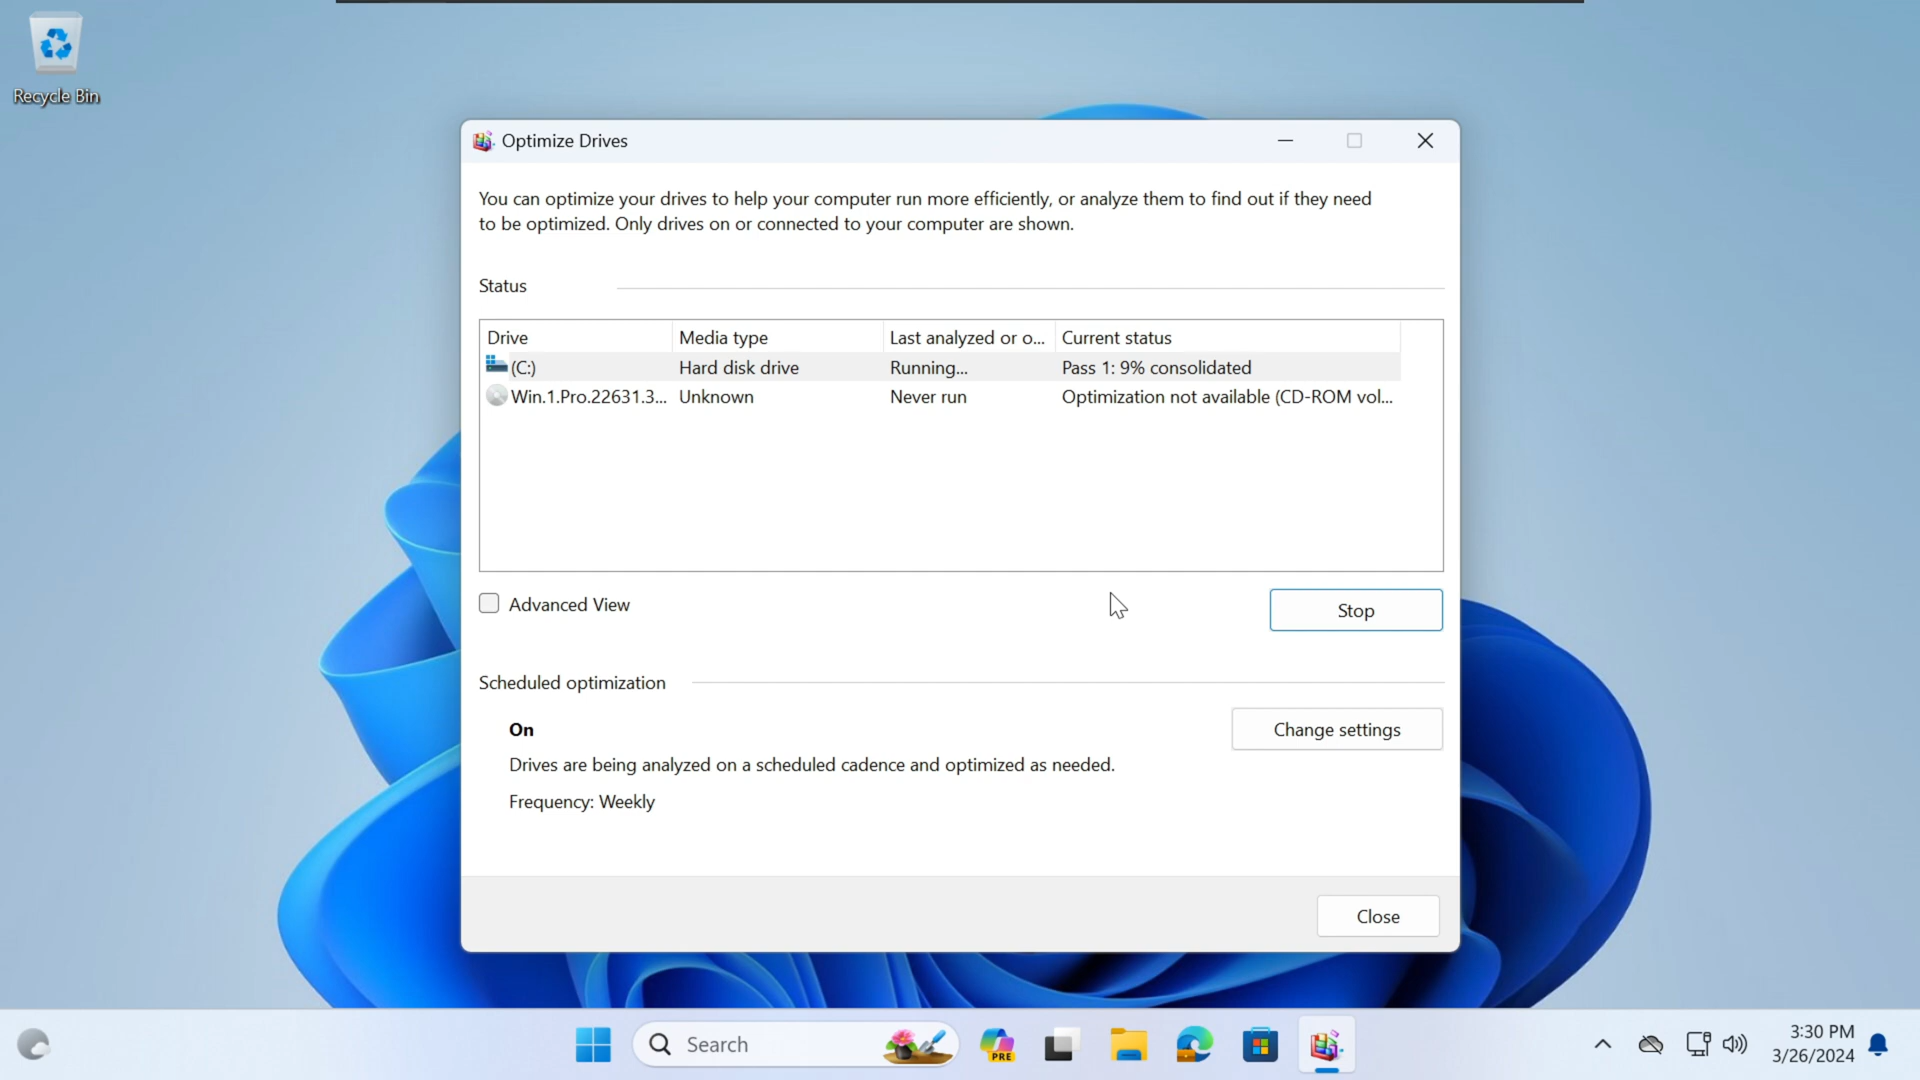 Recycle Bin
Optimize Drives
You can optimize your drives to help your computer run more efficiently, or analyze them to find out if they need
to be optimized. Only drives on or connected to your computer are shown.
Status
Drive Media type Last analyzed or o... Current status
(C:) Hard disk drive Running... Pass 1: 9% consolidated
Win.1.Pro.22631.3... Unknown Never run Optimization not available (CD-ROM vol...
Advanced View
Stop
Scheduled optimization
On
Change settings
Drives are being analyzed on a scheduled cadence and optimized as needed.
Frequency: Weekly
Close
Search
PRE
3:30 PM
3/26/2024